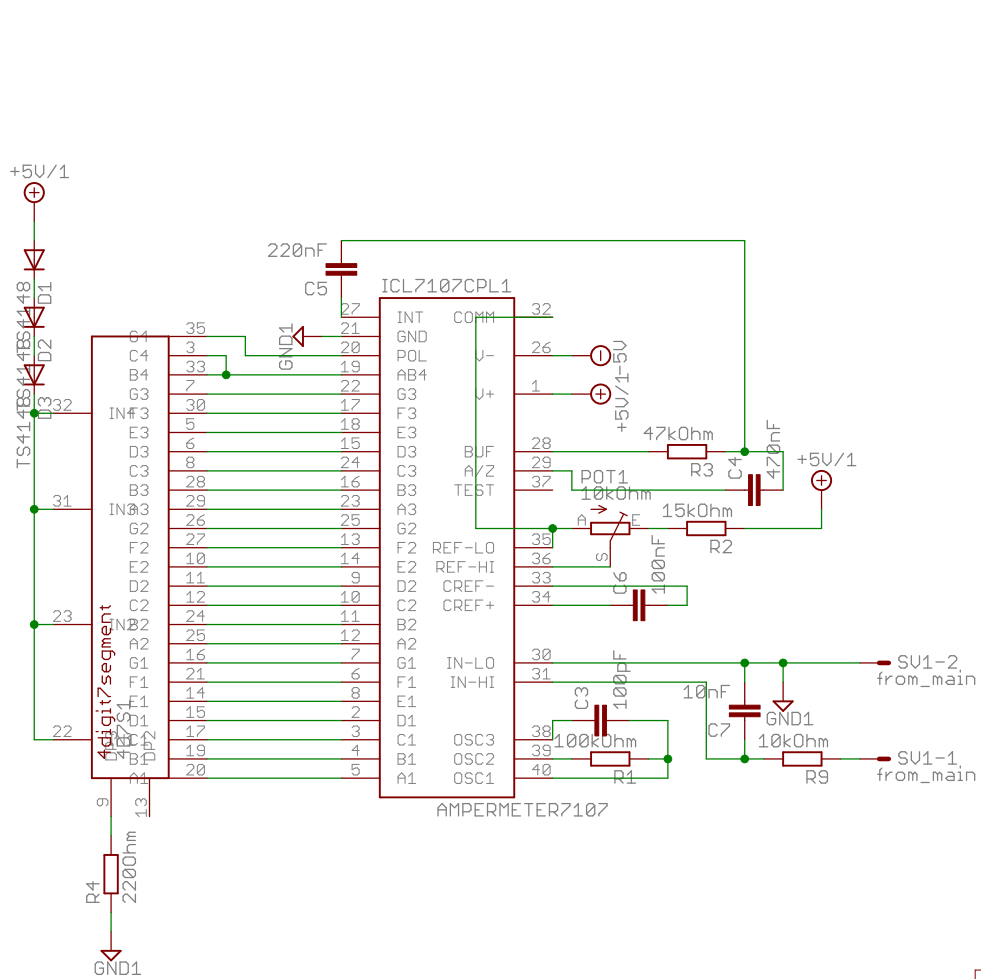 +5V/1
220nF
C5
ICL7107CPL1
D1
TS4148
D2
TS4148
D3
TS4148
GND1
35 G4
3 C4
33 B4
7 G3
30 F3
5 E3
6 D3
8 C3
28 B3
29 A3
26 G2
27 F2
10 E2
11 D2
12 C2
24 B2
25 A2
16 G1
21 F1
14 E1
15 D1
17 C1
19 B1
20 A1
32 IN4
31 IN3
23 IN2
22
4digit7segment
DP2
9
13
R4
220Ohm
GND1
27 INT
21 GND
20 POL
19 AB4
22 G3
17 F3
18 E3
15 D3
24 C3
16 B3
23 A3
25 G2
13 F2
14 E2
9 D2
10 C2
11 B2
12 A2
7 G1
6 F1
8 E1
2 D1
3 C1
4 B1
5 A1
COMM 32
V- 26
V+ 1
BUF 28
A/Z 29
TEST 37
REF-LO 35
REF-HI 36
CREF- 33
CREF+ 34
IN-LO 30
IN-HI 31
OSC3 38
OSC2 39
OSC1 40
AMPERMETER7107
+5V/1
-5V
47kOhm
R3
C4
470nF
+5V/1
POT1
10kOhm
A
E
S
15kOhm
R2
C6
100nF
C3
100pF
100kOhm
R1
10nF
C7
GND1
10kOhm
R9
SV1-2
from_main
SV1-1
from_main